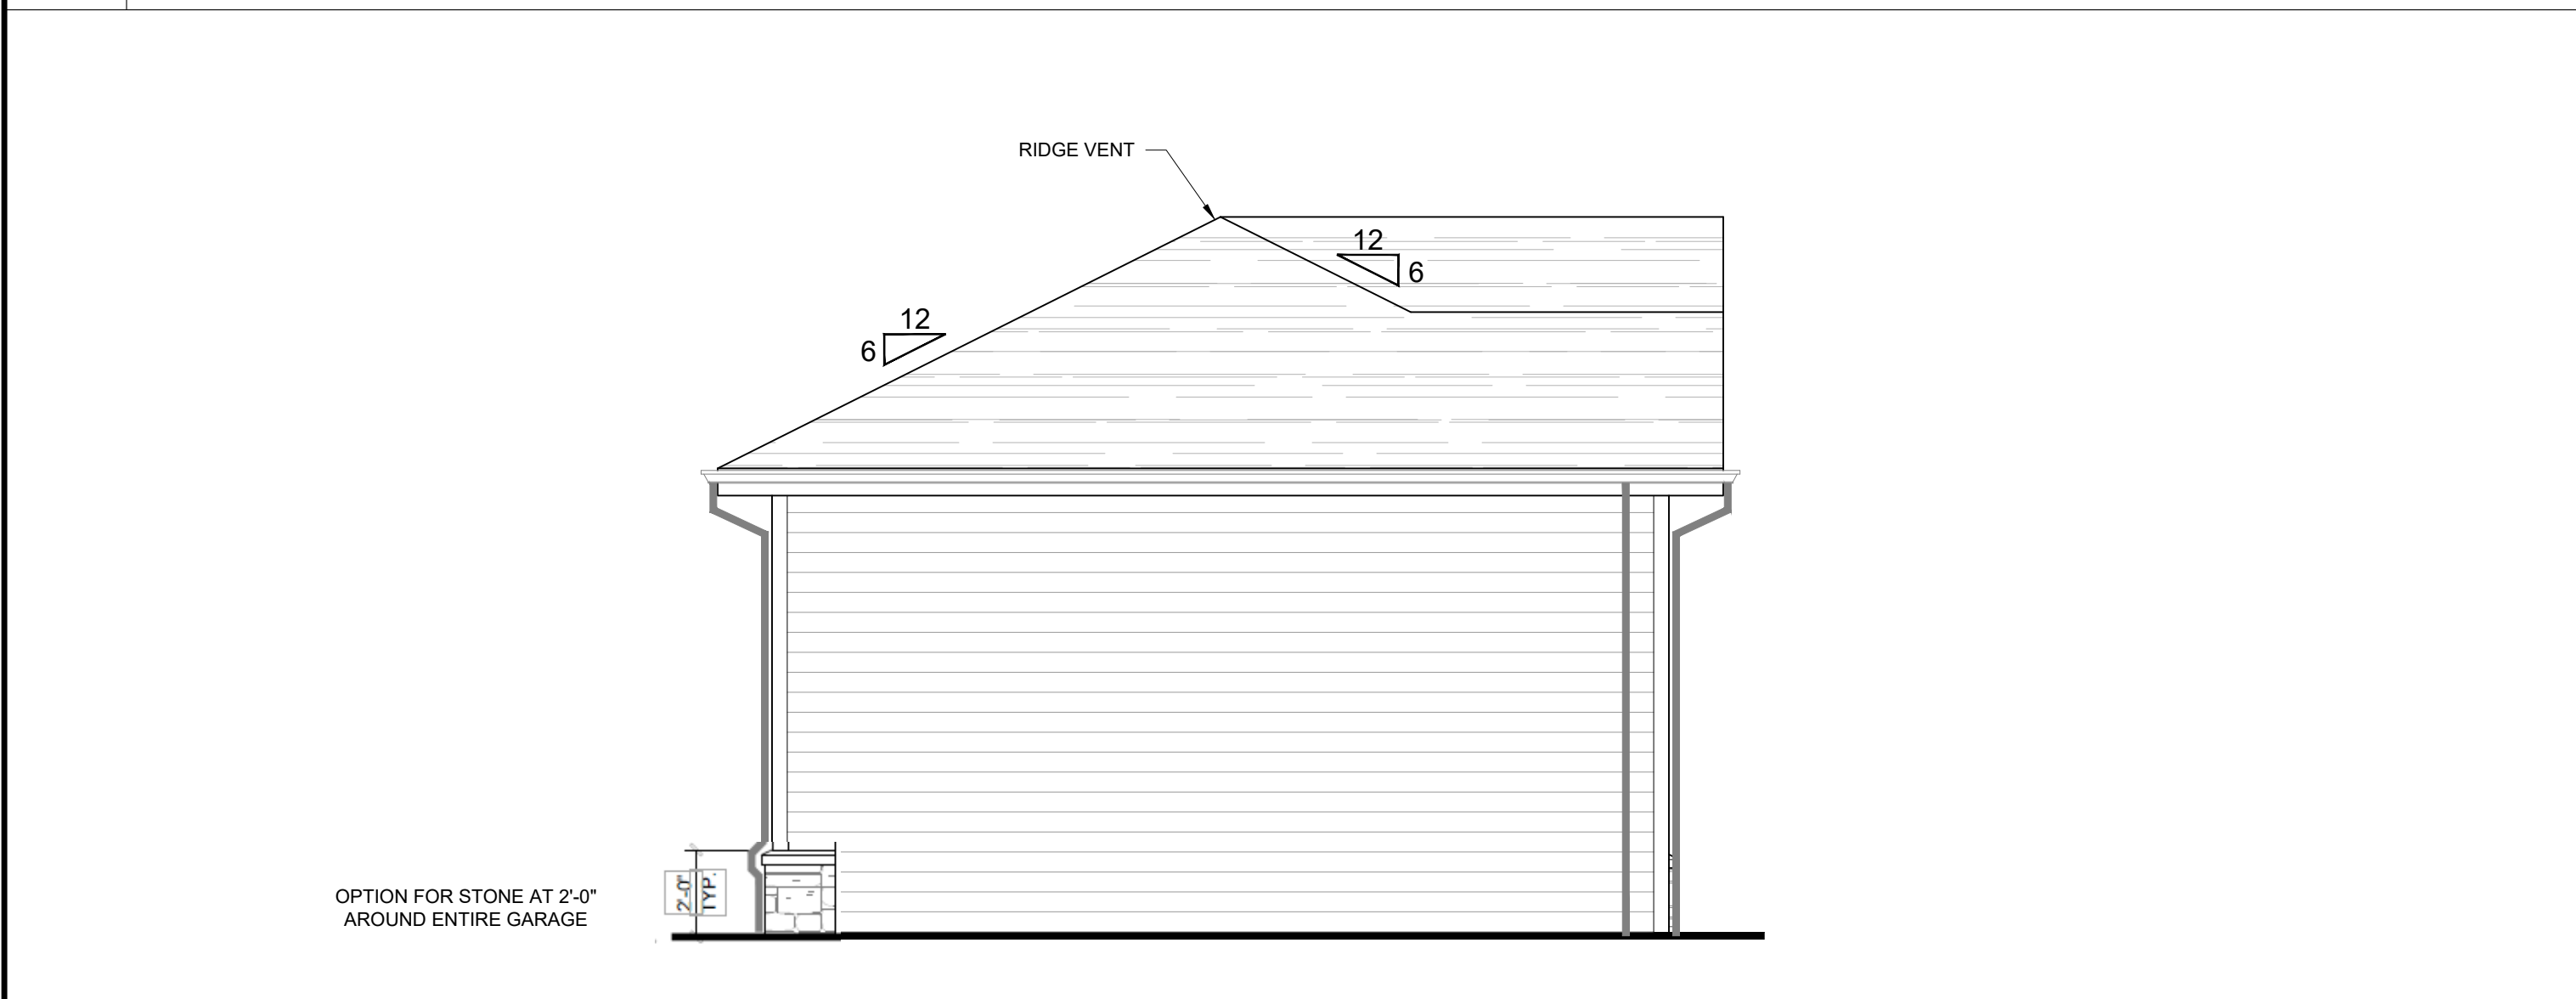 RIDGE VENT
12
6
12
6
2'-0"
TYP.
OPTION FOR STONE AT 2'-0"
AROUND ENTIRE GARAGE